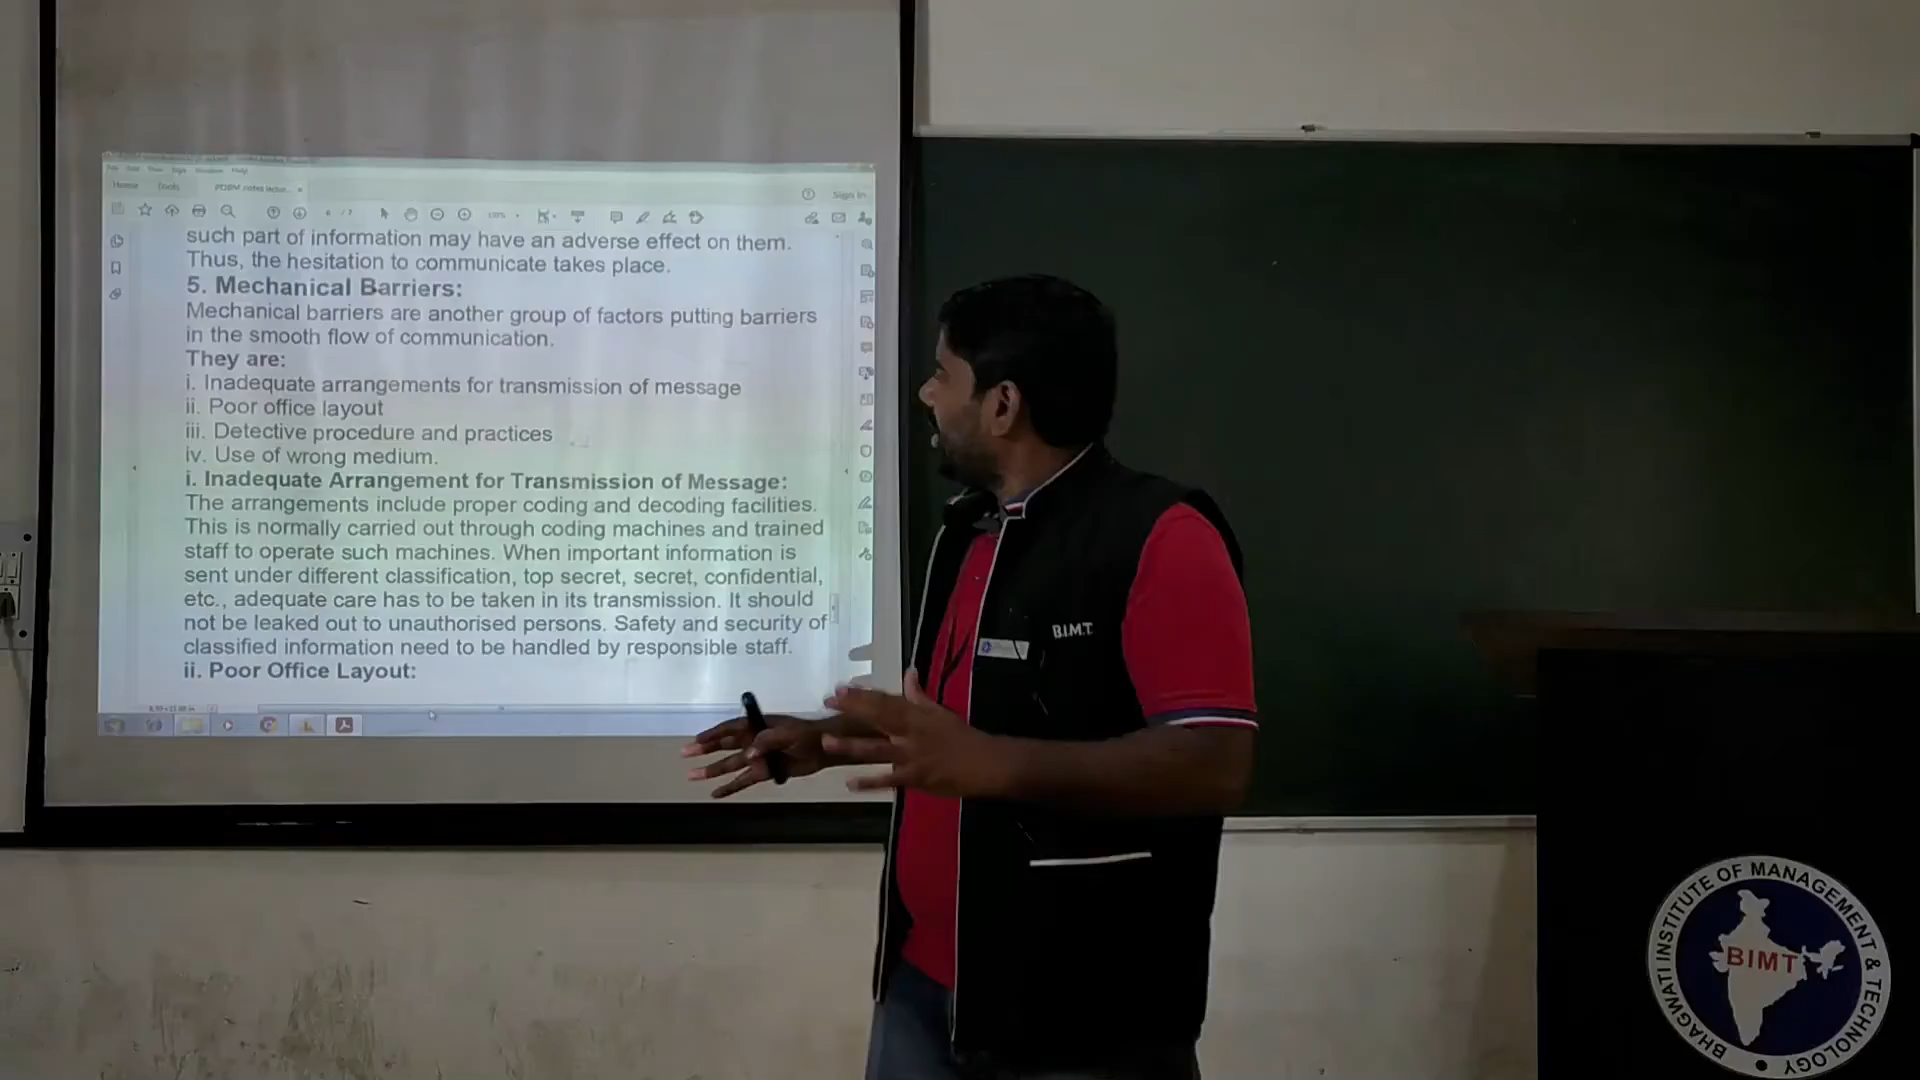 Home Tools
Sign In
such part of information may have an adverse effect on them.
Thus, the hesitation to communicate takes place.
5. Mechanical Barriers:
Mechanical barriers are another group of factors putting barriers
in the smooth flow of communication.
They are:
i. Inadequate arrangements for transmission of message
ii. Poor office layout
iii. Detective procedure and practices
iv. Use of wrong medium.
i. Inadequate Arrangement for Transmission of Message:
The arrangements include proper coding and decoding facilities.
This is normally carried out through coding machines and trained
staff to operate such machines. When important information is
sent under different classification, top secret, secret, confidential,
etc., adequate care has to be taken in its transmission. It should
not be leaked out to unauthorised persons. Safety and security of
classified information need to be handled by responsible staff.
ii. Poor Office Layout:
B.I.M.T.
BHAGWATI INSTITUTE OF MANAGEMENT & TECHNOLOGY
BIMT